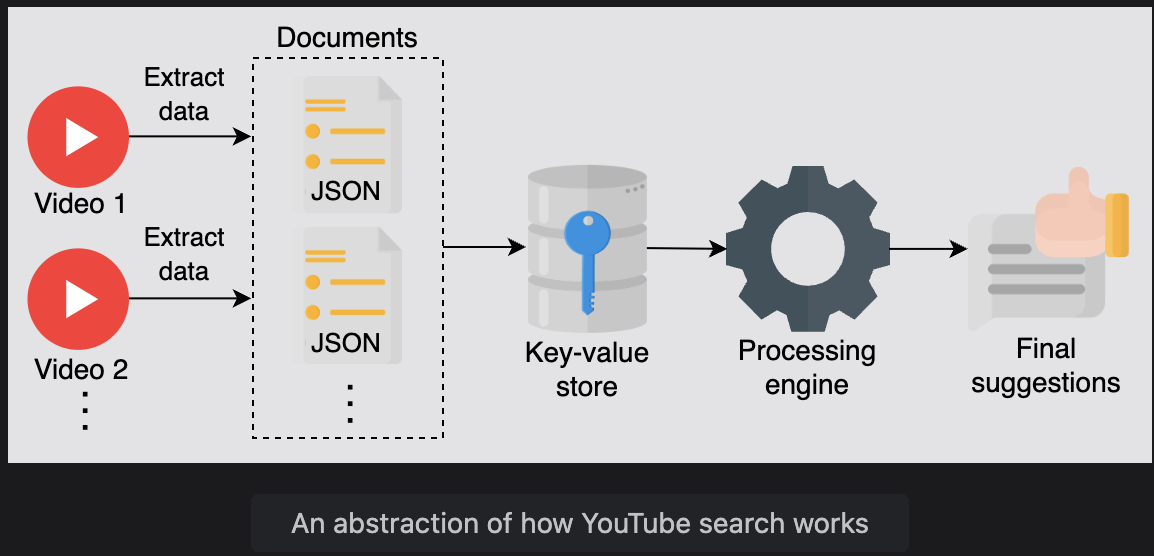 Documents
Extract
data
Video 1
JSON
Extract
data
Video 2
JSON
Key-value
store
Processing
engine
Final
suggestions
An abstraction of how YouTube search works